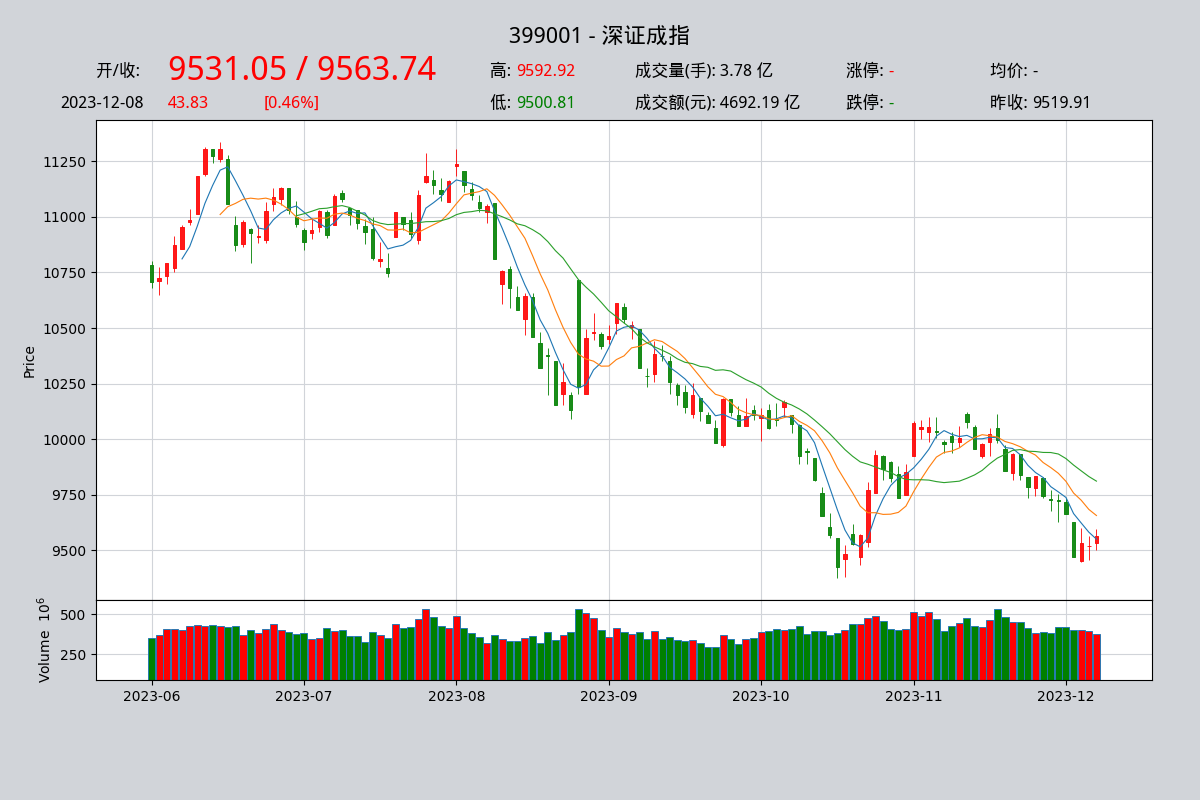 399001 - 深证成指
开/收: 9531.05 / 9563.74 高: 9592.92 成交量(手): 3.78 亿 涨停: - 均价: -
2023-12-08 43.83 [0.46%] 低: 9500.81 成交额(元): 4692.19 亿 跌停: - 昨收: 9519.91
11250
11000
10750
10500
10250
10000
9750
9500
Price
500
250
Volume 10⁶
2023-06 2023-07 2023-08 2023-09 2023-10 2023-11 2023-12